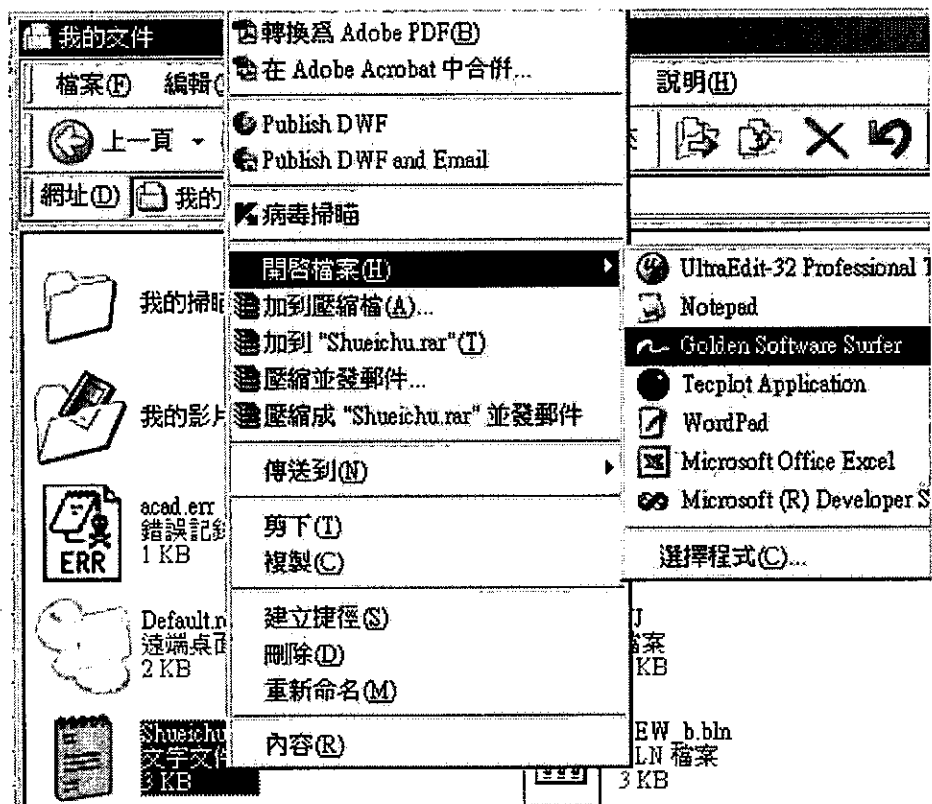 我的文件
檔案(F) 編輯(
說明(H)
上一頁
網址(D) 我的
轉換爲 Adobe PDF(B)
在 Adobe Acrobat 中合併...
Publish DWF
Publish DWF and Email
病毒掃瞄
開啓檔案(H)
加到壓縮檔(A)...
加到 "Shueichu.rar"(T)
壓縮並發郵件...
壓縮成 "Shueichu.rar" 並發郵件
傳送到(N)
剪下(T)
複製(C)
建立捷徑(S)
刪除(D)
重新命名(M)
內容(R)
UltraEdit-32 Professional T
Notepad
Golden Software Surfer
Tecplot Application
WordPad
Microsoft Office Excel
Microsoft (R) Developer S
選擇程式(C)...
我的掃瞄
我的影片
acad.err
錯誤記錄
1 KB
ERR
Default.r
遠端桌面
2 KB
Shueichu
文字文件
3 KB
J
檔案
KB
EW_b.bln
LN 檔案
3 KB